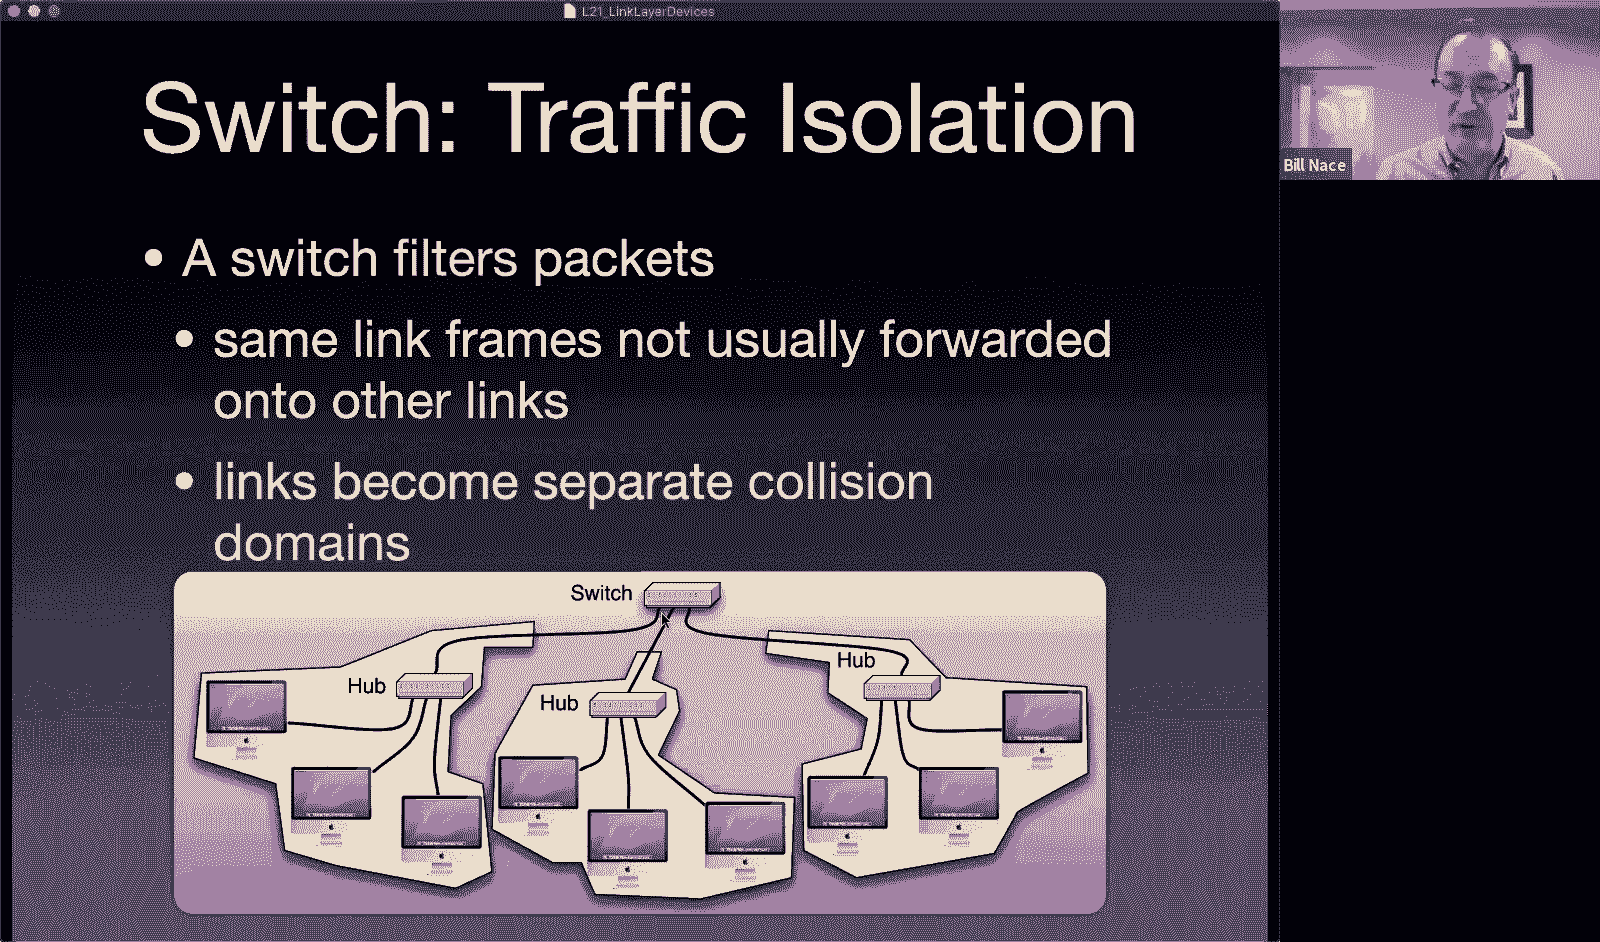 L21_LinkLayerDevices
Switch: Traffic Isolation
• A switch filters packets
• same link frames not usually forwarded
onto other links
• links become separate collision
domains
Switch
Hub
Hub
Hub
Bill Nace